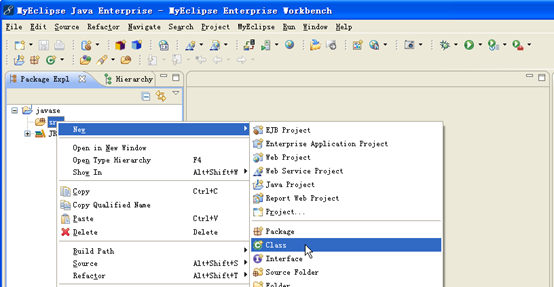 MyEclipse Java Enterprise - MyEclipse Enterprise Workbench
File Edit Source Refactor Navigate Search Project MyEclipse Run Window Help
Package Expl Hierarchy
javase
New
Open in New Window
Open Type Hierarchy F4
Show In Alt+Shift+W
Copy Ctrl+C
Copy Qualified Name
Paste Ctrl+V
Delete Delete
Build Path
Source Alt+Shift+S
Refactor Alt+Shift+T
EJB Project
Enterprise Application Project
Web Project
Web Service Project
Java Project
Report Web Project
Project...
Package
Class
Interface
Source Folder
Folder